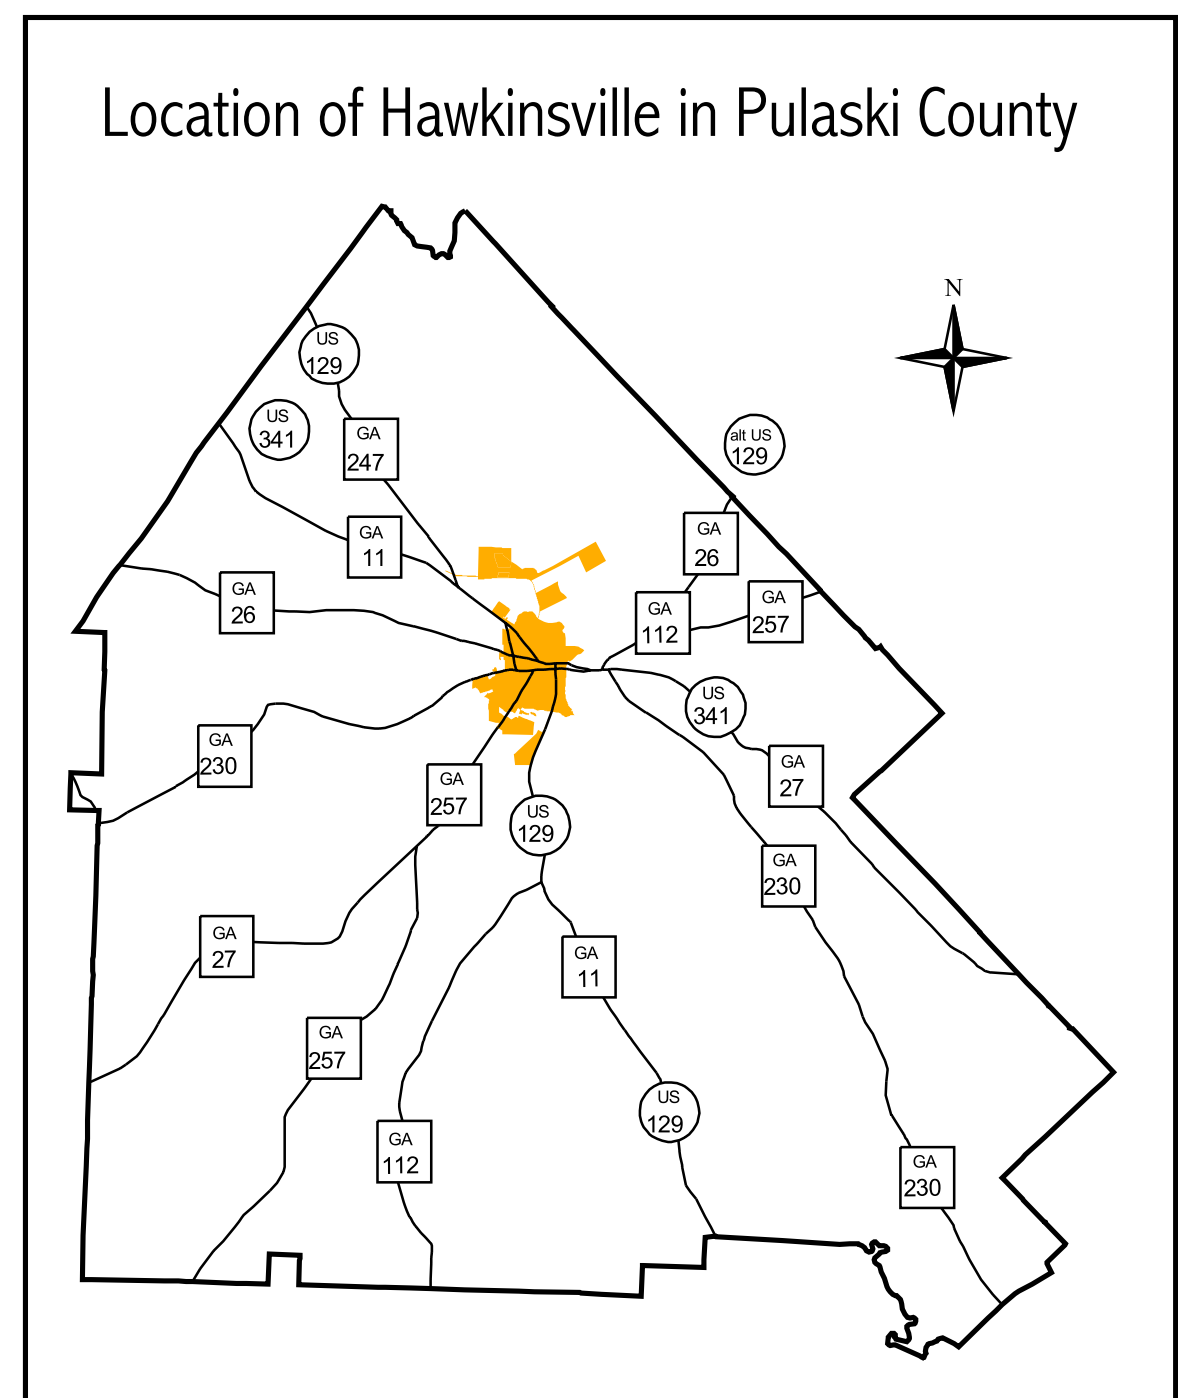 Location of Hawkinsville in Pulaski County
N
US
129
US
341
GA
247
alt US
129
GA
11
GA
26
GA
26
GA
112
GA
257
US
341
GA
230
GA
27
GA
257
US
129
GA
230
GA
27
GA
11
GA
257
US
129
GA
112
GA
230